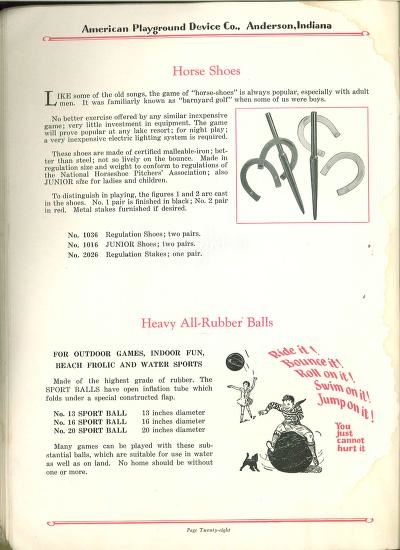 American Playground Device Co., Anderson, Indiana
Horse Shoes
LIKE some of the old songs, the game of "horse-shoes" is always popular, especially with adult
men. It was familiarly known as "barnyard golf" when some of us were boys.
No better exercise offered by any similar inexpensive
game; very little investment in equipment. The game
will prove popular at any lake resort; for night play;
a very inexpensive electric lighting system is required.
These shoes are made of certified malleable-iron; bet-
ter than steel; not so lively on the bounce. Made in
regulation size and weight to conform to regulations of
the National Horseshoe Pitchers' Association; also
JUNIOR size for ladies and children.
To distinguish in playing, the figures 1 and 2 are cast
in the shoes. No. 1 pair is finished in black; No. 2 pair
in red. Metal stakes furnished if desired.
No. 1036 Regulation Shoes; two pairs.
No. 1016 JUNIOR Shoes; two pairs.
No. 2026 Regulation Stakes; one pair.
Heavy All-Rubber Balls
FOR OUTDOOR GAMES, INDOOR FUN,
BEACH FROLIC AND WATER SPORTS
Made of the highest grade of rubber. The
SPORT BALLS have open inflation tube which
folds under a special constructed flap.
No. 13 SPORT BALL 13 inches diameter
No. 16 SPORT BALL 16 inches diameter
No. 20 SPORT BALL 20 inches diameter
Many games can be played with these sub-
stantial balls, which are suitable for use in water
as well as on land. No home should be without
one or more.
Ride it!
Bounce it!
Roll on it!
Swim on it!
Jump on it!
You
just
cannot
hurt it
Page Twenty-eight